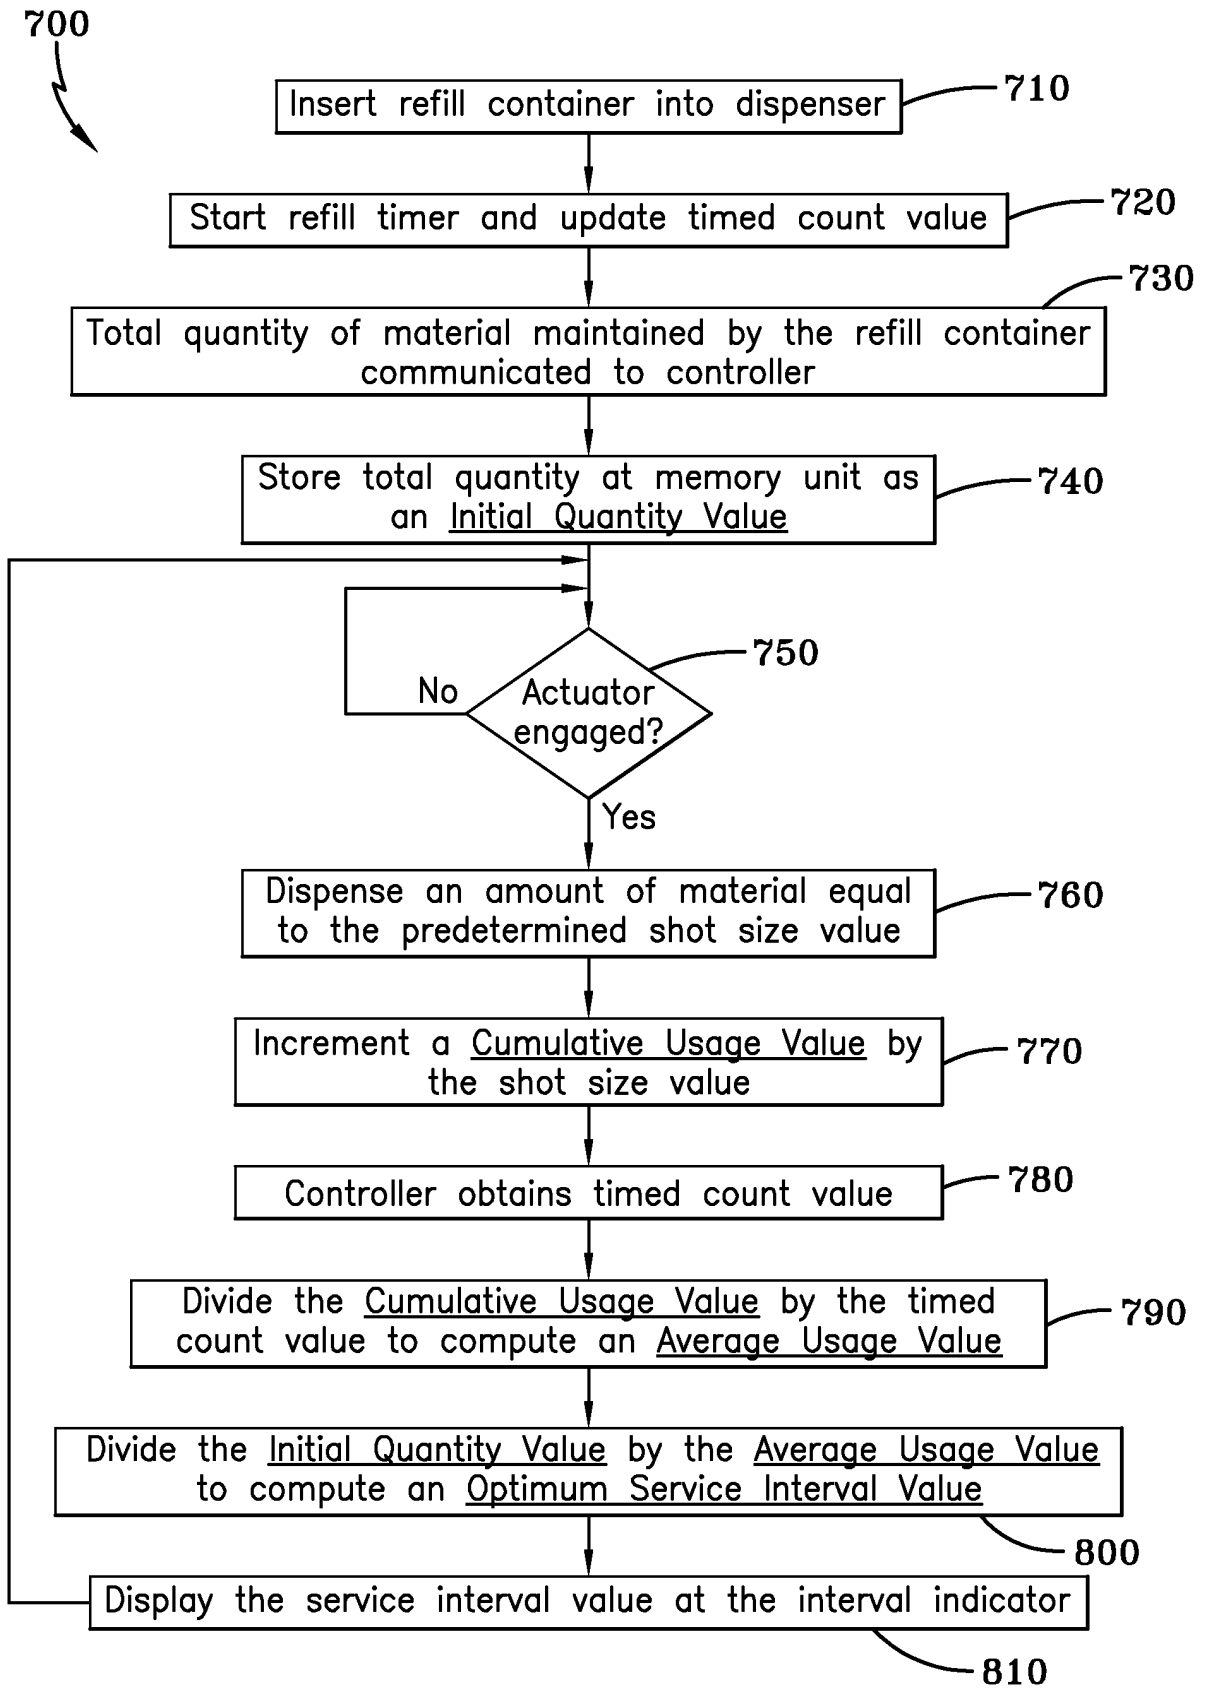 700
Insert refill container into dispenser
710
Start refill timer and update timed count value
720
730
Total quantity of material maintained by the refill container
communicated to controller
Store total quantity at memory unit as
an Initial Quantity Value
740
750
No
Actuator
engaged?
Yes
Dispense an amount of material equal
to the predetermined shot size value
760
Increment a Cumulative Usage Value by
the shot size value
770
Controller obtains timed count value
780
Divide the Cumulative Usage Value by the timed
count value to compute an Average Usage Value
790
Divide the Initial Quantity Value by the Average Usage Value
to compute an Optimum Service Interval Value
800
Display the service interval value at the interval indicator
810